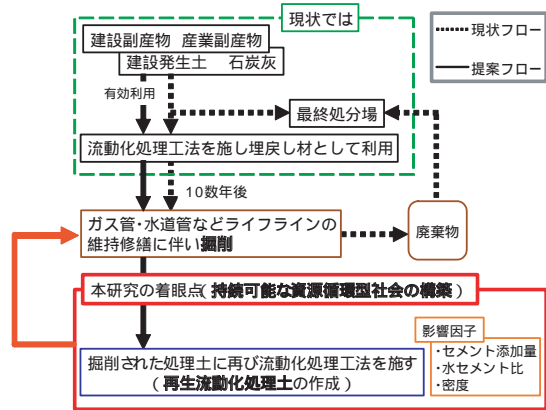 現状では
建設副産物 産業副産物
建設発生土 石炭灰
現状フロー
提案フロー
有効利用
最終処分場
流動化処理工法を施し埋戻し材として利用
10数年後
ガス管・水道管などライフラインの
維持修繕に伴い掘削
廃棄物
本研究の着眼点(持続可能な資源循環型社会の構築)
影響因子
・セメント添加量
・水セメント比
・密度
掘削された処理土に再び流動化処理工法を施す
(再生流動化処理土の作成)